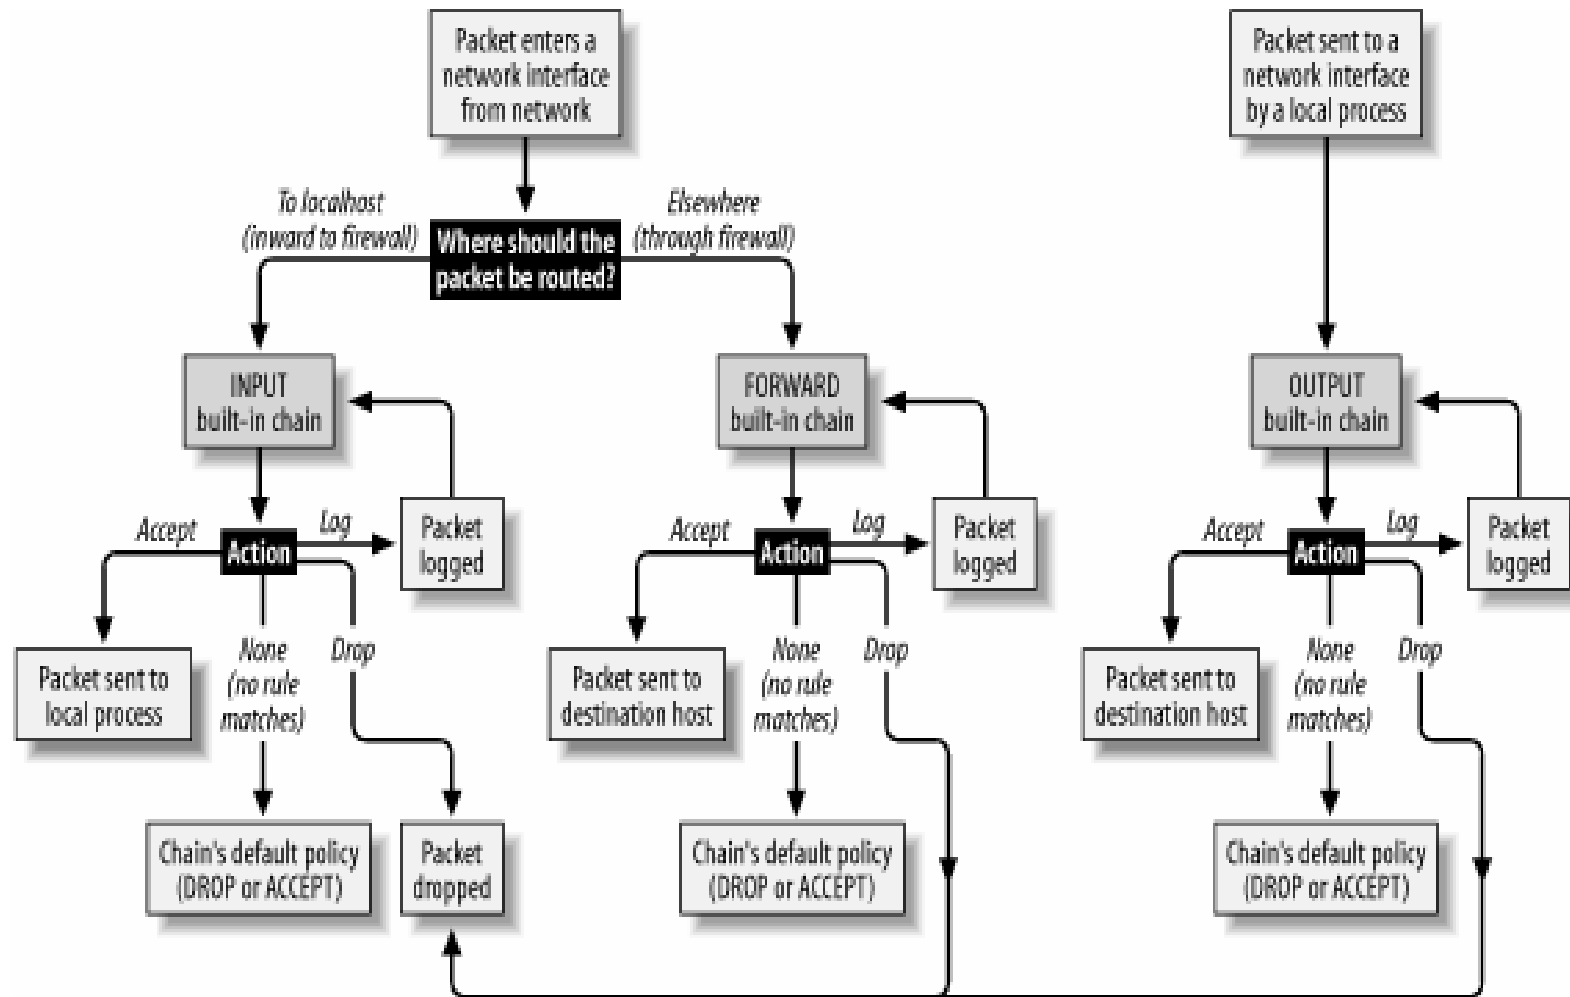 Packet enters a
network interface
from network
Packet sent to a
network interface
by a local process
To localhost
(inward to firewall)
Where should the
packet be routed?
Elsewhere
(through firewall)
INPUT
built-in chain
FORWARD
built-in chain
OUTPUT
built-in chain
Accept
Action
Log
Packet
logged
Accept
Action
Log
Packet
logged
Accept
Action
Log
Packet
logged
Packet sent to
local process
None
(no rule
matches)
Drop
Packet sent to
destination host
None
(no rule
matches)
Drop
Packet sent to
destination host
None
(no rule
matches)
Drop
Chain's default policy
(DROP or ACCEPT)
Packet
dropped
Chain's default policy
(DROP or ACCEPT)
Chain's default policy
(DROP or ACCEPT)